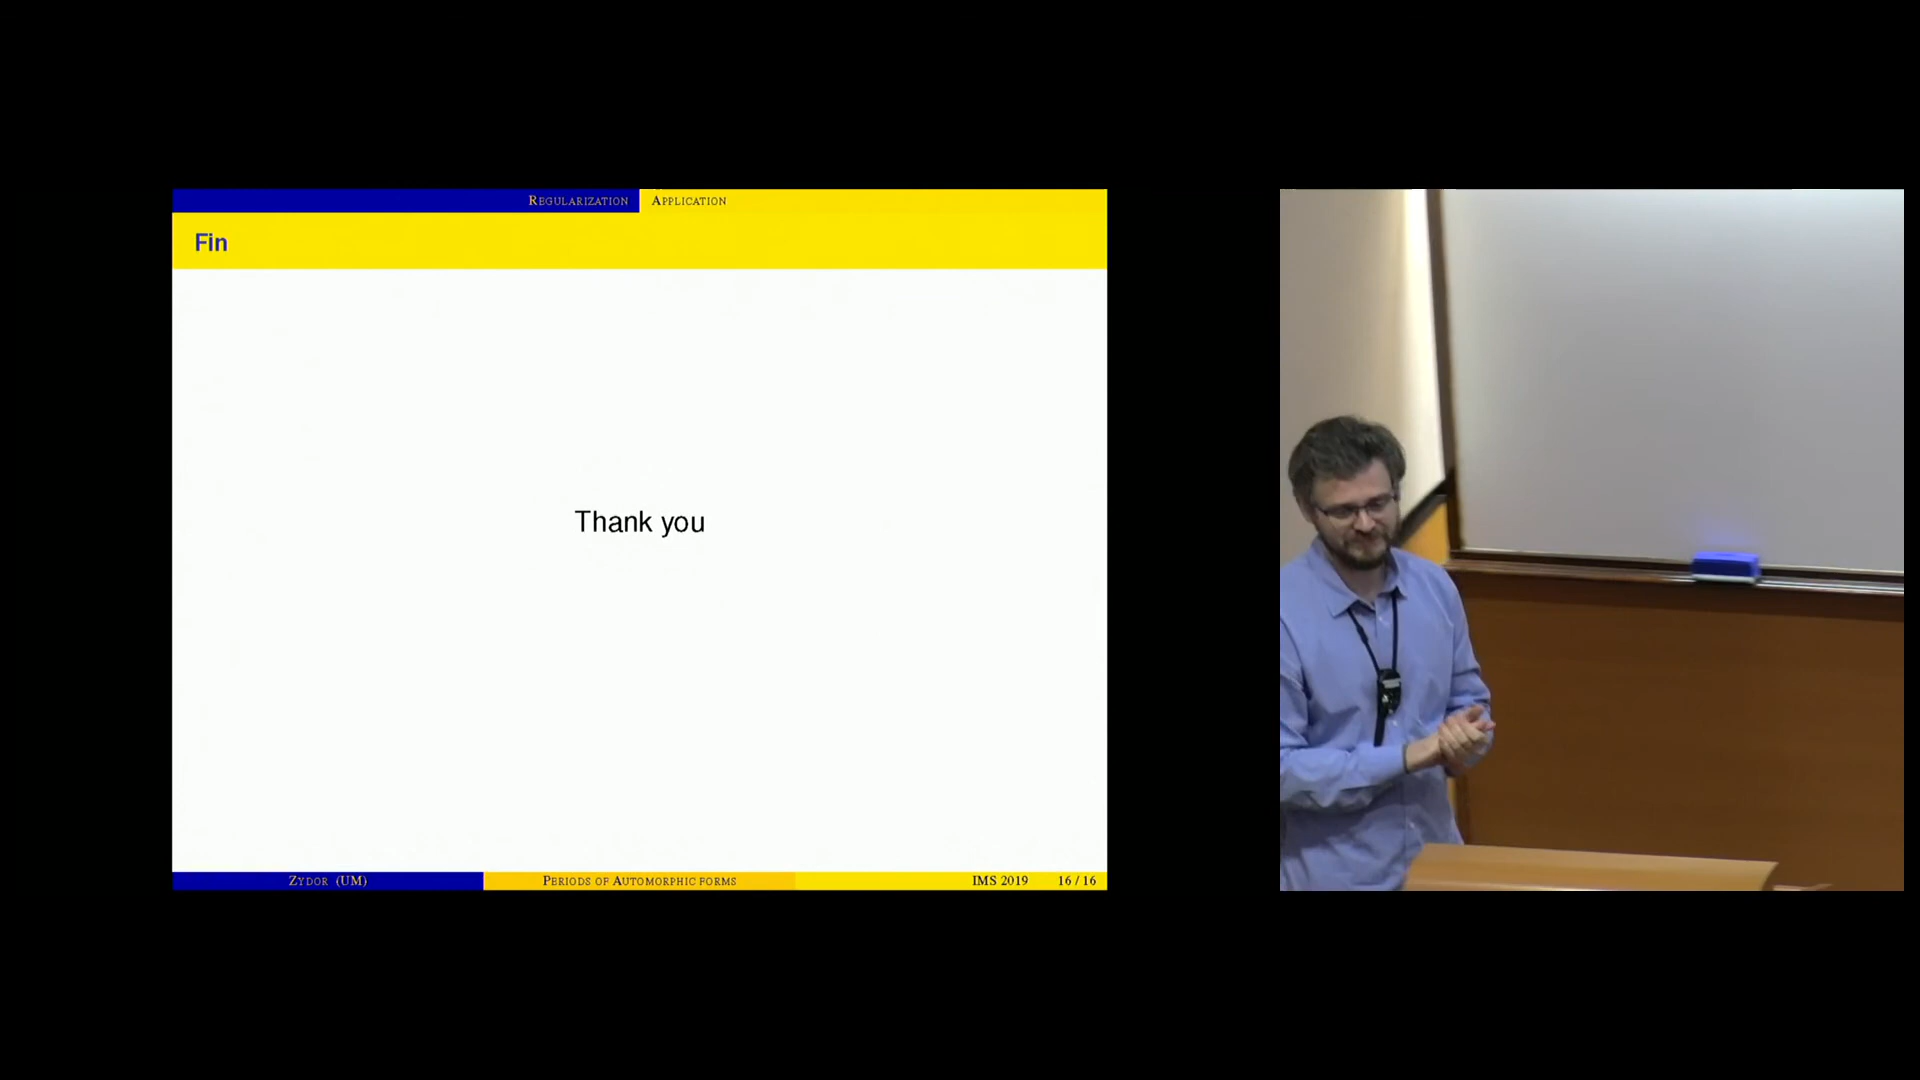 REGULARIZATION APPLICATION
Fin
Thank you
ZYDOR (UM) PERIODS OF AUTOMORPHIC FORMS IMS 2019 16 / 16